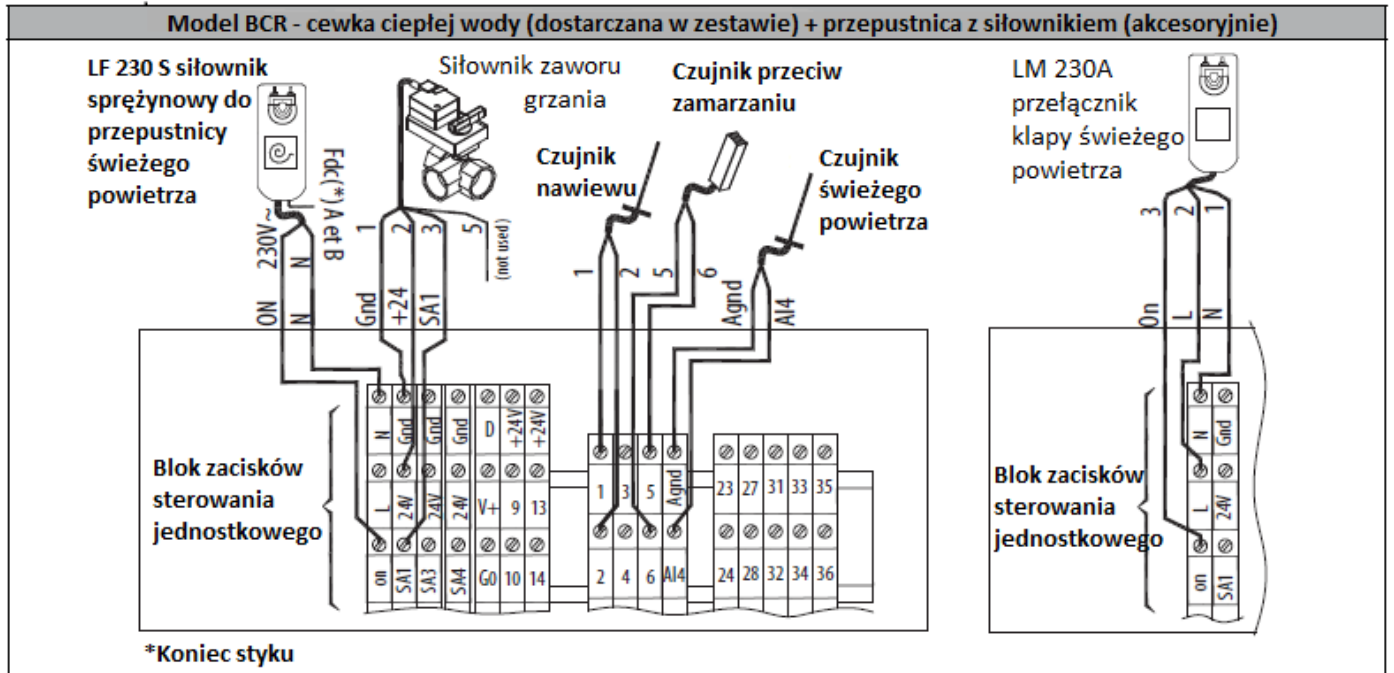 Model BCR - cewka ciepłej wody (dostarczana w zestawie) + przepustnica z siłownikiem (akcesoryjnie)
LF 230 S siłownik
sprężynowy do
przepustnicy
świeżego
powietrza
Siłownik zaworu
grzania
Czujnik przeciw
zamarzaniu
Czujnik
nawiewu
Czujnik
świeżego
powietrza
LM 230A
przełącznik
klapy świeżego
powietrza
Fdc(*) A et B
230V~
N
1
2
3
5
(not used)
1
2
5
6
3
2
1
ON
N
Gnd
+24
SA1
Agnd
AI4
On
L
N
Blok zacisków
sterowania
jednostkowego
N Gnd Gnd Gnd D +24V +24V
L 24V 24V 24V V+ 9 13
on SA1 SA3 SA4 G0 10 14
1 3 5 Agnd
2 4 6 AI4
23 27 31 33 35
24 28 32 34 36
Blok zacisków
sterowania
jednostkowego
N Gnd
L 24V
on SA1
*Koniec styku